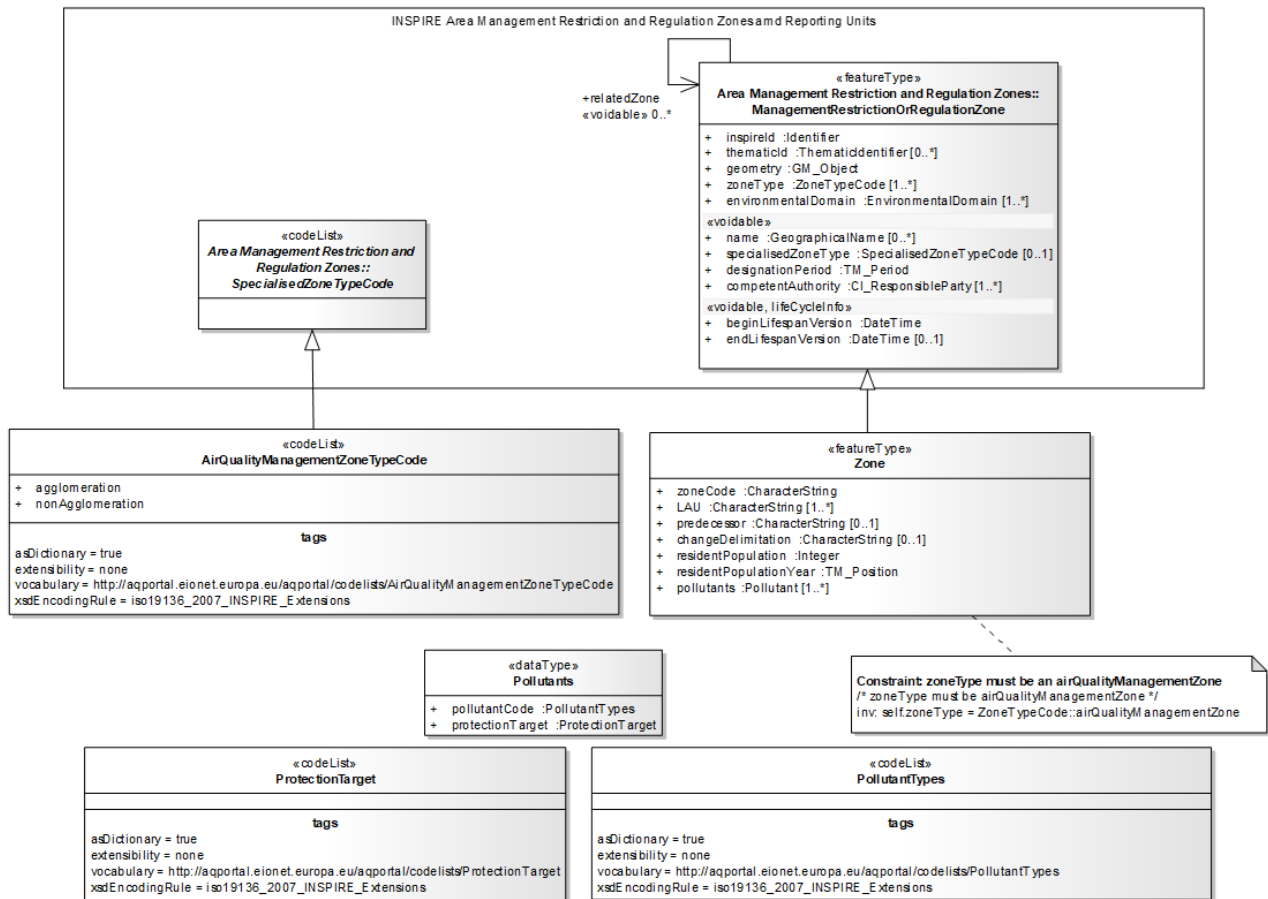 INSPIRE Area Management Restriction and Regulation Zones amd Reporting Units
+relatedZone
«voidable» 0..*
«featureType»
Area Management Restriction and Regulation Zones::
ManagementRestrictionOrRegulationZone
+ inspireId :Identifier
+ thematicId :ThematicIdentifier [0..*]
+ geometry :GM_Object
+ zoneType :ZoneTypeCode [1..*]
+ environmentalDomain :EnvironmentalDomain [1..*]
«voidable»
+ name :GeographicalName [0..*]
+ specialisedZoneType :SpecialisedZoneTypeCode [0..1]
+ designationPeriod :TM_Period
+ competentAuthority :CI_ResponsibleParty [1..*]
«voidable, lifeCycleInfo»
+ beginLifespanVersion :DateTime
+ endLifespanVersion :DateTime [0..1]
«codeList»
Area Management Restriction and
Regulation Zones::
SpecialisedZoneTypeCode
«codeList»
AirQualityManagementZoneTypeCode
+ agglomeration
+ nonAgglomeration
tags
asDictionary = true
extensibility = none
vocabulary = http://aqportal.eionet.europa.eu/aqportal/codelists/AirQualityManagementZoneTypeCode
xsdEncodingRule = iso19136_2007_INSPIRE_Extensions
«featureType»
Zone
+ zoneCode :CharacterString
+ LAU :CharacterString [1..*]
+ predecessor :CharacterString [0..1]
+ changeDelimitation :CharacterString [0..1]
+ residentPopulation :Integer
+ residentPopulationYear :TM_Position
+ pollutants :Pollutant [1..*]
«dataType»
Pollutants
+ pollutantCode :PollutantTypes
+ protectionTarget :ProtectionTarget
Constraint: zoneType must be an airQualityManagementZone
/* zoneType must be airQualityManagementZone */
inv: self.zoneType = ZoneTypeCode::airQualityManagementZone
«codeList»
ProtectionTarget
tags
asDictionary = true
extensibility = none
vocabulary = http://aqportal.eionet.europa.eu/aqportal/codelists/ProtectionTarget
xsdEncodingRule = iso19136_2007_INSPIRE_Extensions
«codeList»
PollutantTypes
tags
asDictionary = true
extensibility = none
vocabulary = http://aqportal.eionet.europa.eu/aqportal/codelists/PollutantTypes
xsdEncodingRule = iso19136_2007_INSPIRE_Extensions